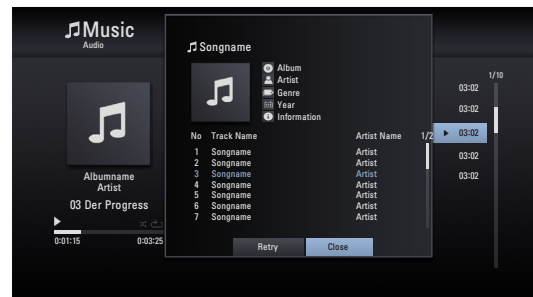 Music
Audio
Albumname
Artist
03 Der Progress
0:01:15 0:03:25
Songname
Album
Artist
Genre
Year
Information
No Track Name Artist Name 1/2
1 Songname Artist
2 Songname Artist
3 Songname Artist
4 Songname Artist
5 Songname Artist
6 Songname Artist
7 Songname Artist
Retry Close
1/10
03:02
03:02
03:02
03:02
03:02